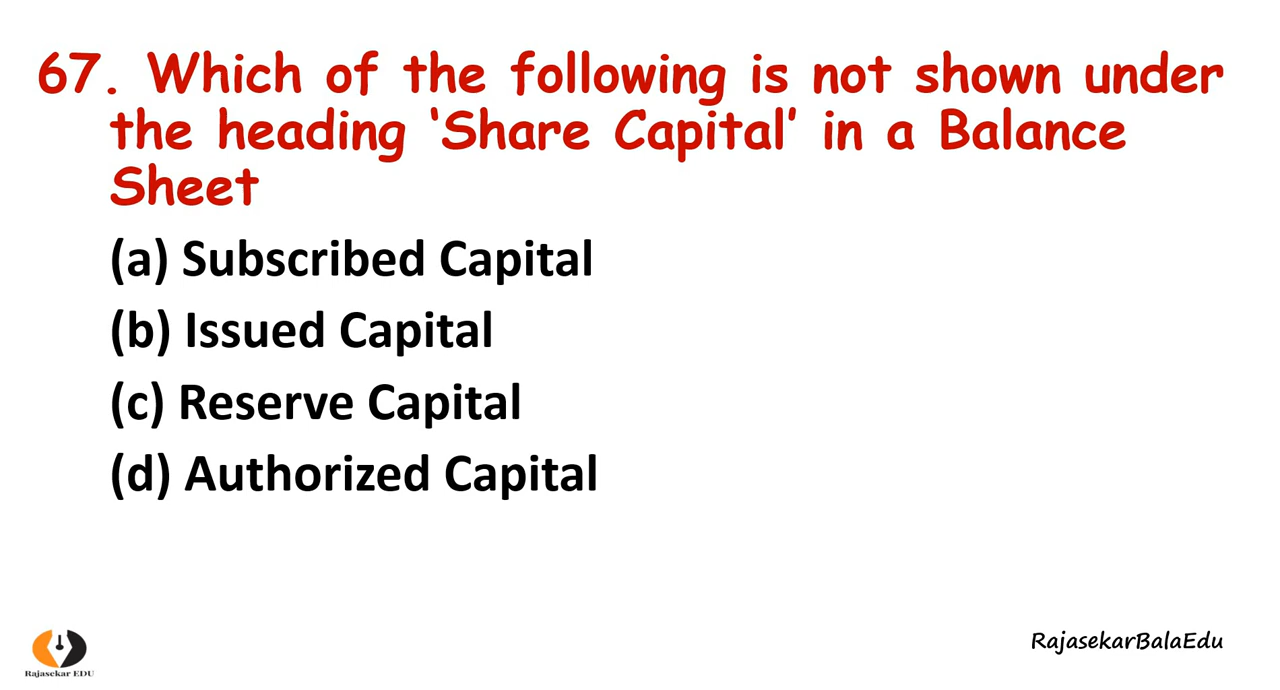 67. Which of the following is not shown under
the heading ‘Share Capital’ in a Balance
Sheet
(a) Subscribed Capital
(b) Issued Capital
(c) Reserve Capital
(d) Authorized Capital
RajasekarBalaEdu
Rajasekar EDU